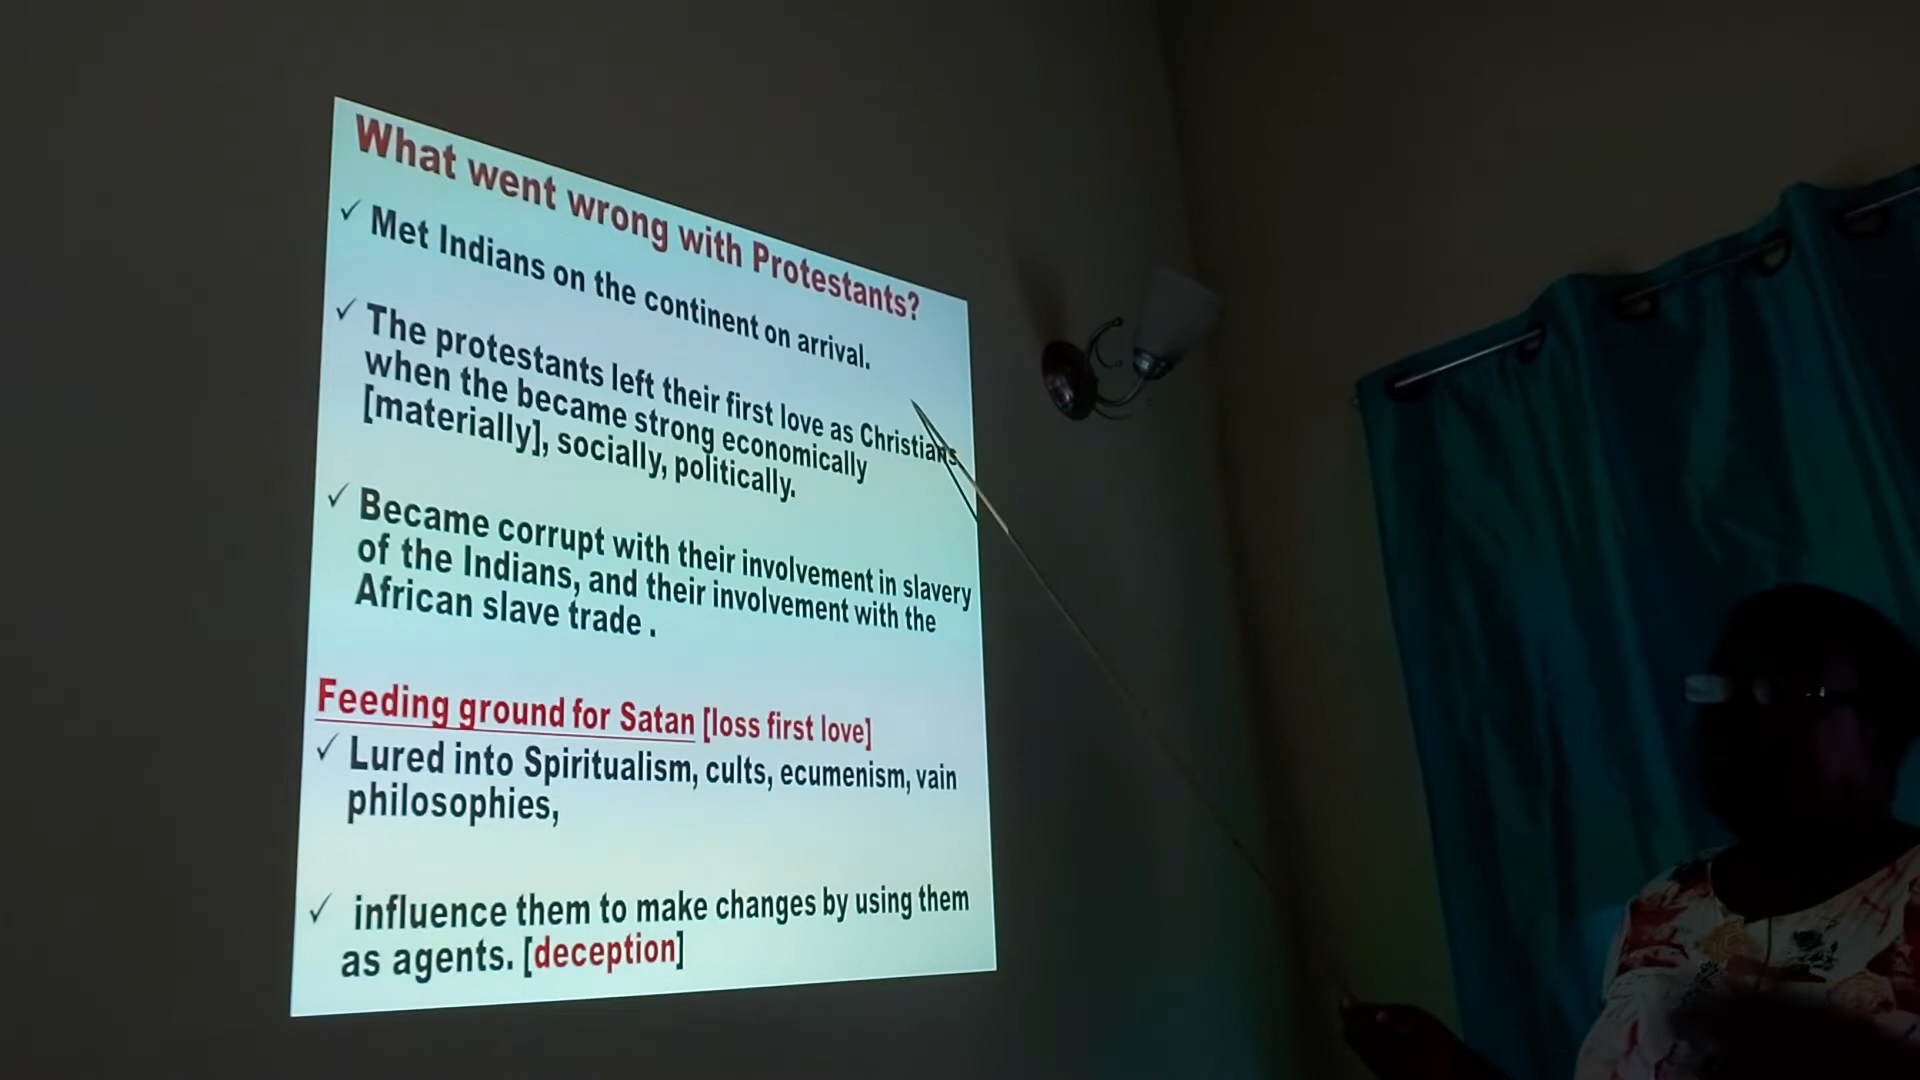 What went wrong with Protestants?
✓ Met Indians on the continent on arrival.
✓ The protestants left their first love as Christians
when the became strong economically
[materially], socially, politically.
✓ Became corrupt with their involvement in slavery
of the Indians, and their involvement with the
African slave trade .
Feeding ground for Satan [loss first love]
✓ Lured into Spiritualism, cults, ecumenism, vain
philosophies,
✓ influence them to make changes by using them
as agents. [deception]